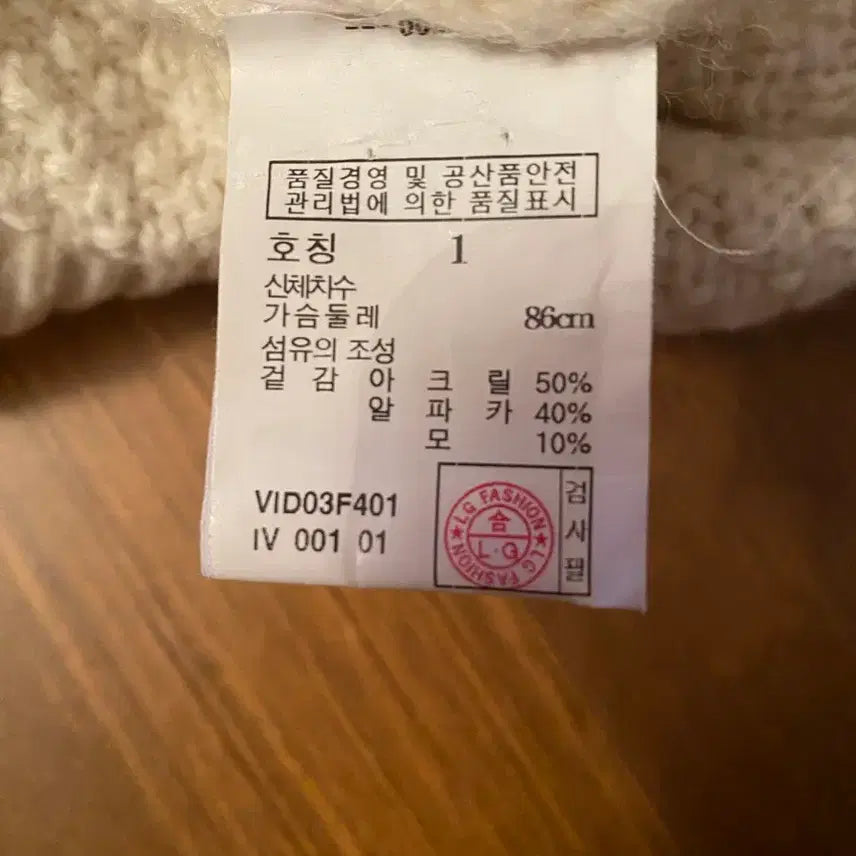 품질경영 및 공산품안전
관리법에 의한 품질표시
호칭 1
신체치수
가슴둘레 86cm
섬유의 조성
겉감 아크릴 50%
알파카 40%
모 10%
VID03F401
IV 001 01
LG FASHION
合
L·G
LG FASHION
검사필